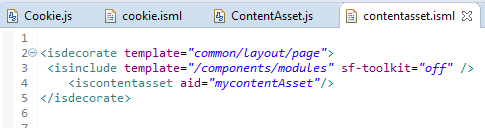 Cookie.js cookie.isml ContentAsset.js contentasset.isml
1
2 <isdecorate template="common/layout/page">
3 <isinclude template="/components/modules" sf-toolkit="off" />
4 <iscontentasset aid="mycontentAsset"/>
5 </isdecorate>